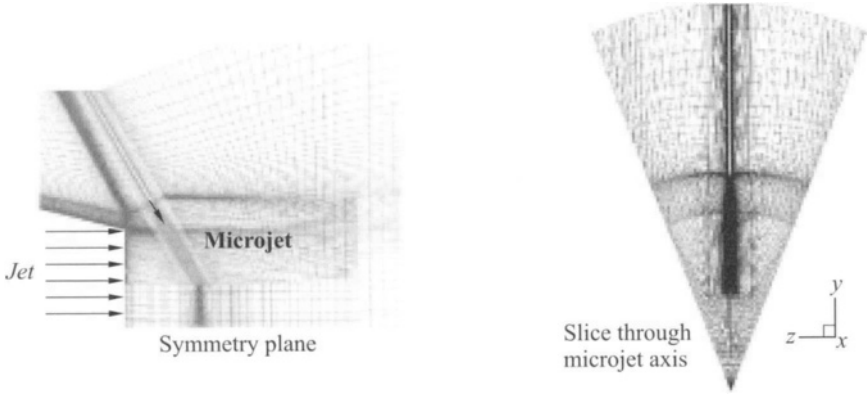 Microjet
Jet
Symmetry plane
Slice through
microjet axis
y
z
x